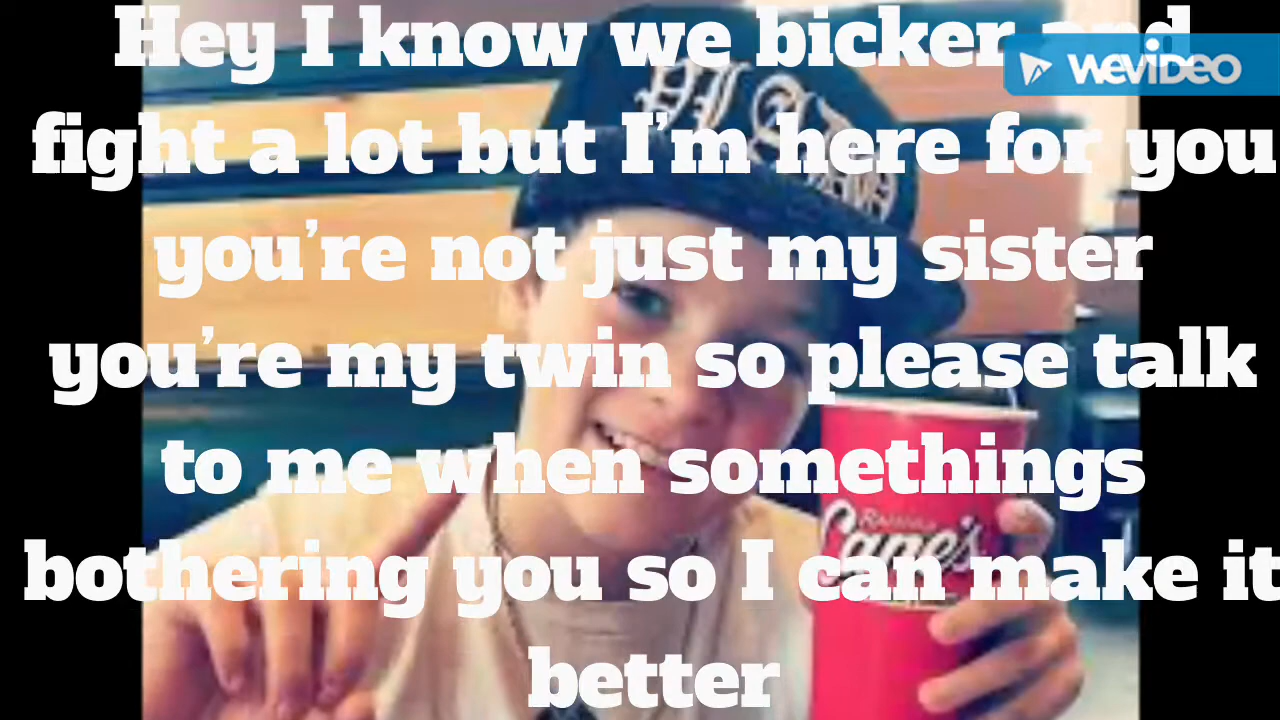 Hey I know we bicker and
WEVIDEO
fight a lot but I'm here for you
you're not just my sister
you're my twin so please talk
to me when somethings
bothering you so I can make it
better
Raising
Cane's